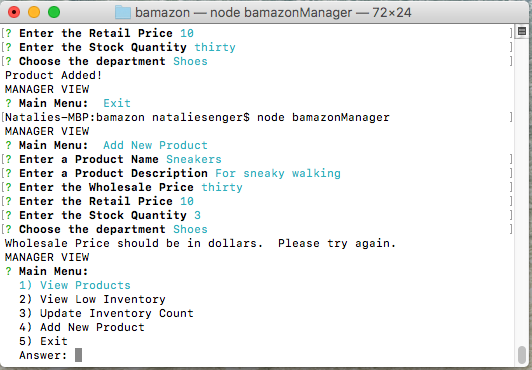 bamazon — node bamazonManager — 72×24
[? Enter the Retail Price 10 ]
[? Enter the Stock Quantity thirty ]
[? Choose the department Shoes ]
Product Added!
MANAGER VIEW
? Main Menu:  Exit
[Natalies-MBP:bamazon nataliesenger$ node bamazonManager ]
MANAGER VIEW
? Main Menu:  Add New Product
[? Enter a Product Name Sneakers ]
[? Enter a Product Description For sneaky walking ]
[? Enter the Wholesale Price thirty ]
[? Enter the Retail Price 10 ]
[? Enter the Stock Quantity 3 ]
[? Choose the department Shoes ]
Wholesale Price should be in dollars.  Please try again.
MANAGER VIEW
? Main Menu:
1) View Products
2) View Low Inventory
3) Update Inventory Count
4) Add New Product
5) Exit
Answer: